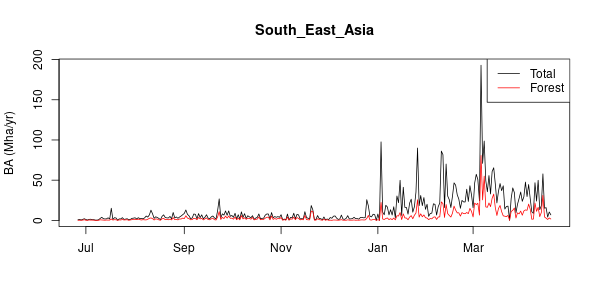 South_East_Asia
BA (Mha/yr)
200
150
100
50
0
Total
Forest
Jul Sep Nov Jan Mar